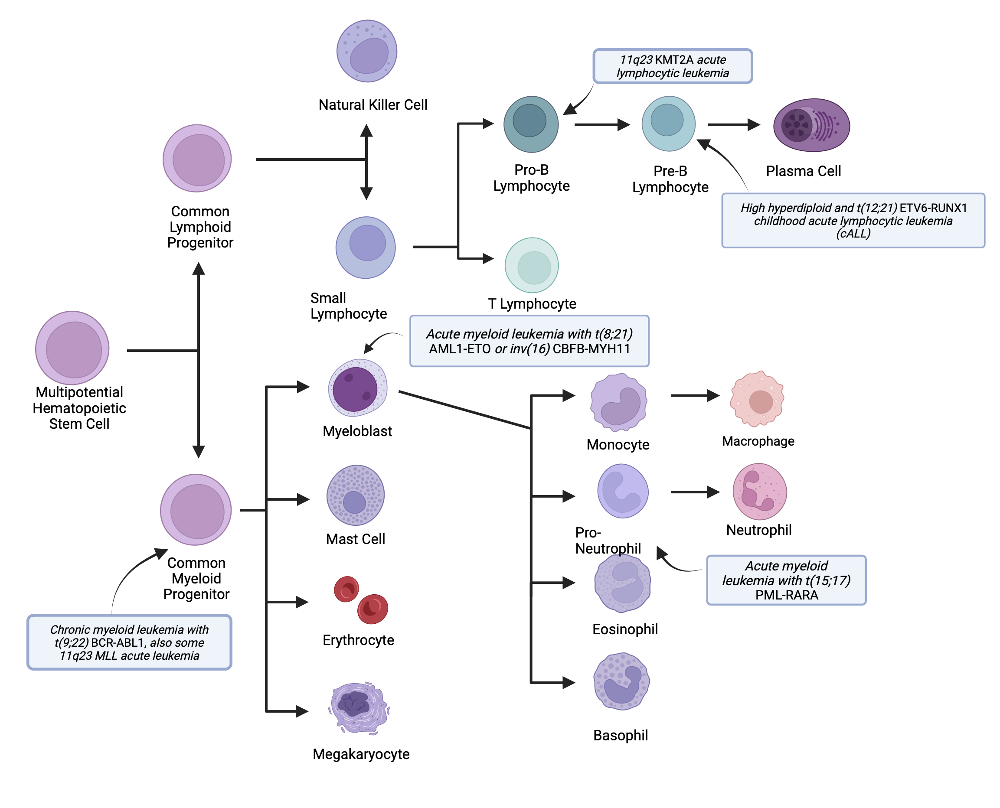 Natural Killer Cell
11q23 KMT2A acute
lymphocytic leukemia
Common
Lymphoid
Progenitor
Pro-B
Lymphocyte
Pre-B
Lymphocyte
Plasma Cell
High hyperdiploid and t(12;21) ETV6-RUNX1
childhood acute lymphocytic leukemia
(cALL)
Small
Lymphocyte
T Lymphocyte
Acute myeloid leukemia with t(8;21)
AML1-ETO or inv(16) CBFB-MYH11
Multipotential
Hematopoietic
Stem Cell
Myeloblast
Monocyte
Macrophage
Mast Cell
Pro-
Neutrophil
Neutrophil
Common
Myeloid
Progenitor
Acute myeloid
leukemia with t(15;17)
PML-RARA
Chronic myeloid leukemia with
t(9;22) BCR-ABL1, also some
11q23 MLL acute leukemia
Erythrocyte
Eosinophil
Megakaryocyte
Basophil